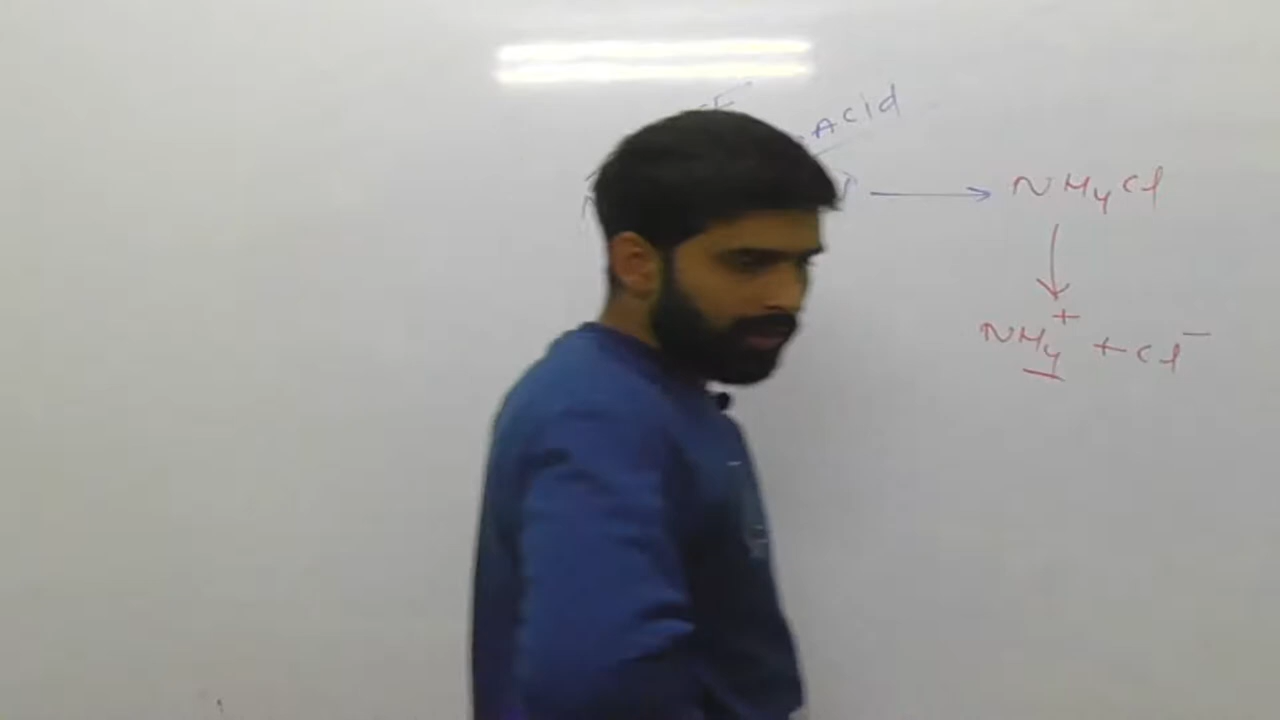 Acid
→ NH4Cl
↓
NH4+ + Cl−